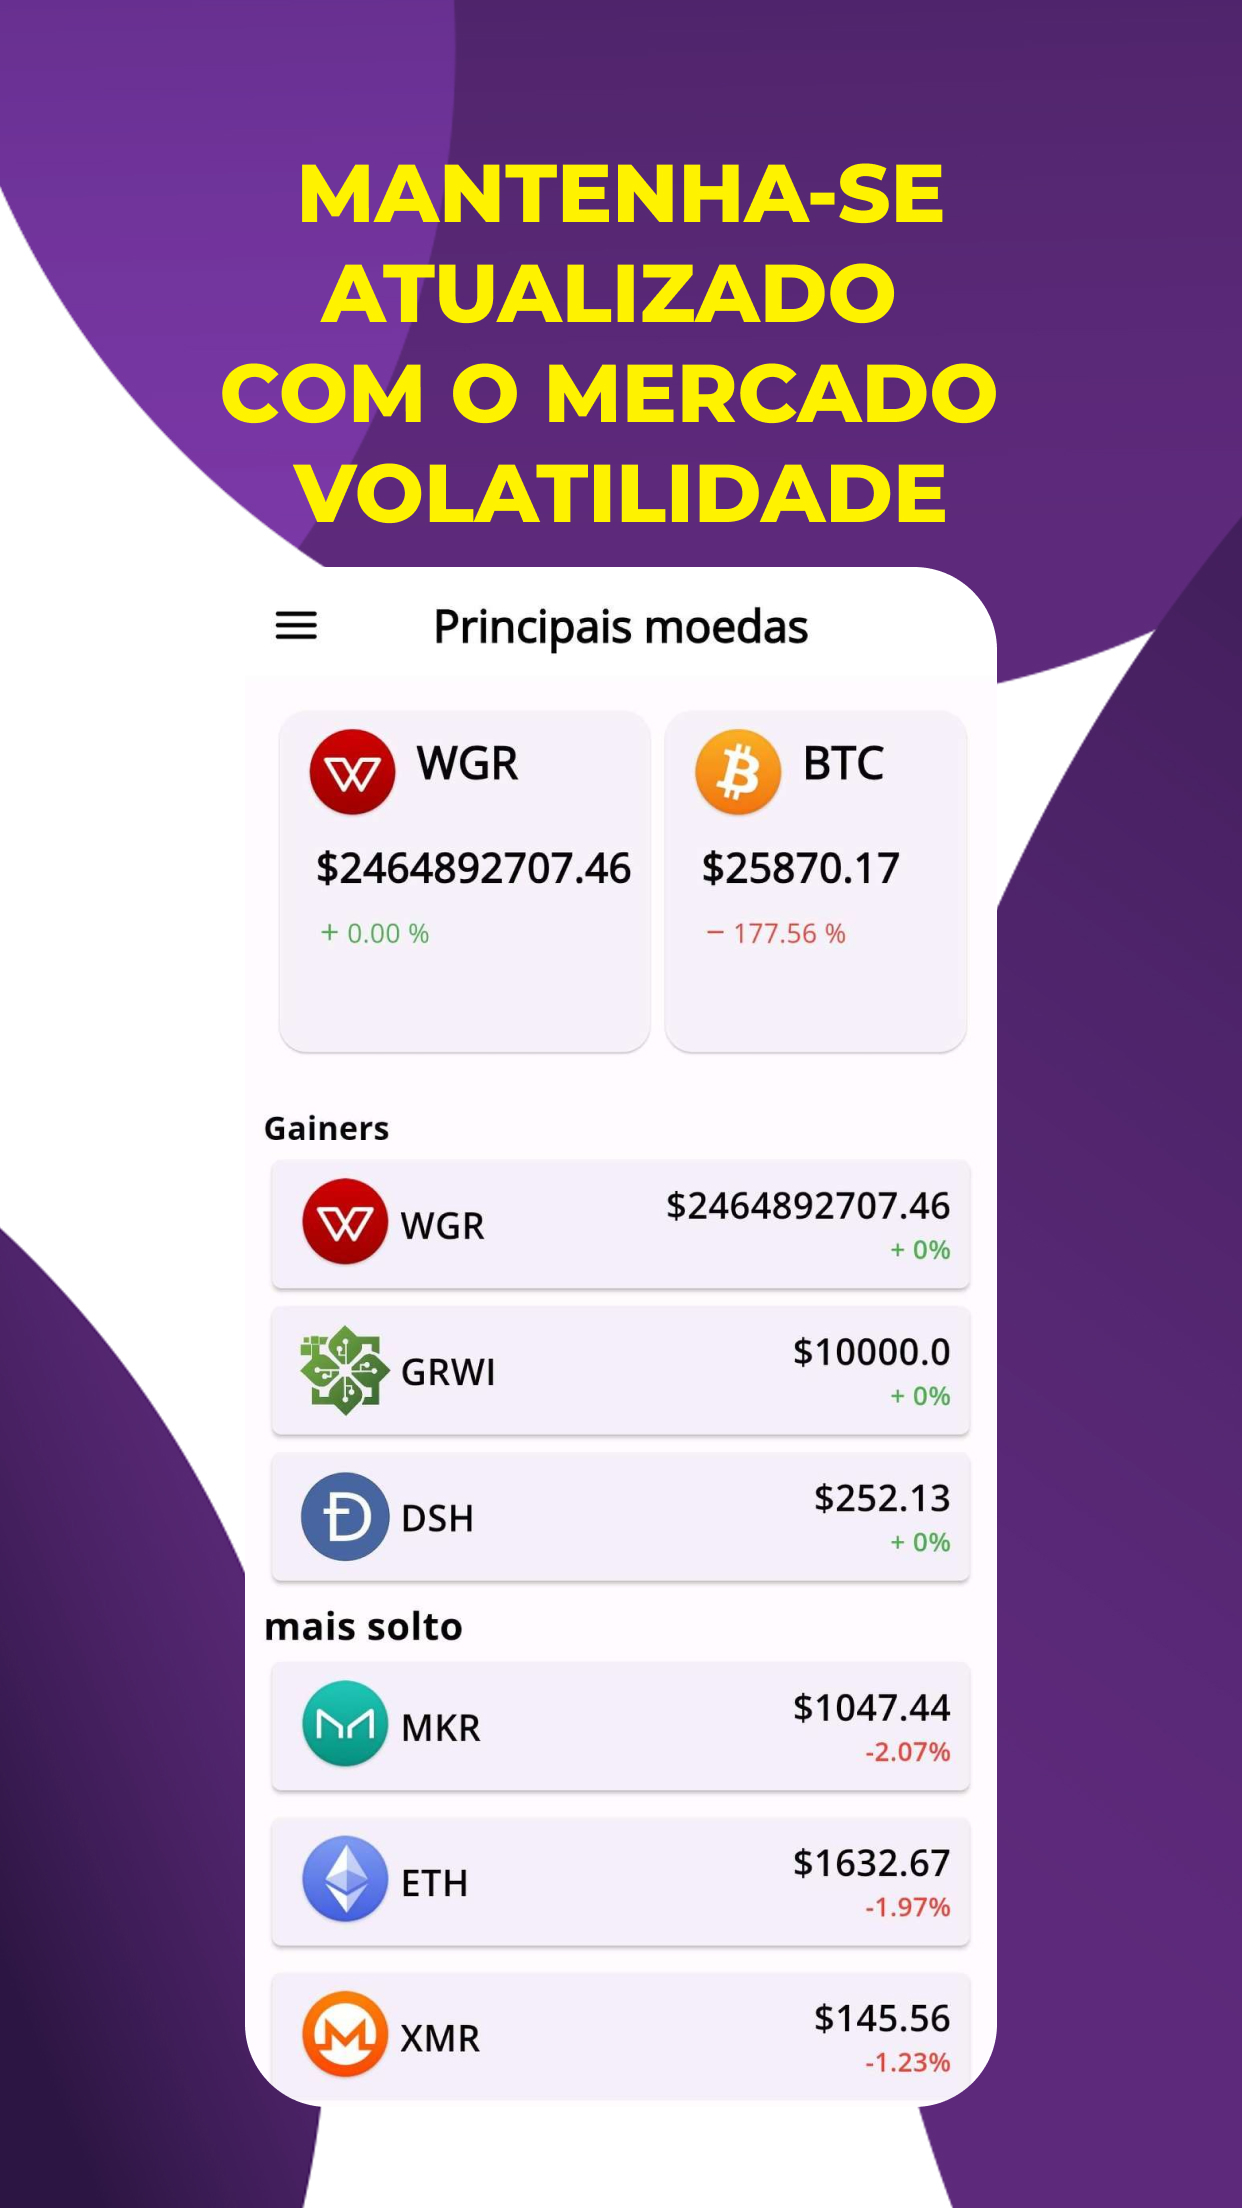 MANTENHA-SE
ATUALIZADO
COM O MERCADO
VOLATILIDADE
Principais moedas
WGR
$2464892707.46
+ 0.00 %
BTC
$25870.17
− 177.56 %
Gainers
WGR
$2464892707.46
+ 0%
GRWI
$10000.0
+ 0%
DSH
$252.13
+ 0%
mais solto
MKR
$1047.44
-2.07%
ETH
$1632.67
-1.97%
XMR
$145.56
-1.23%